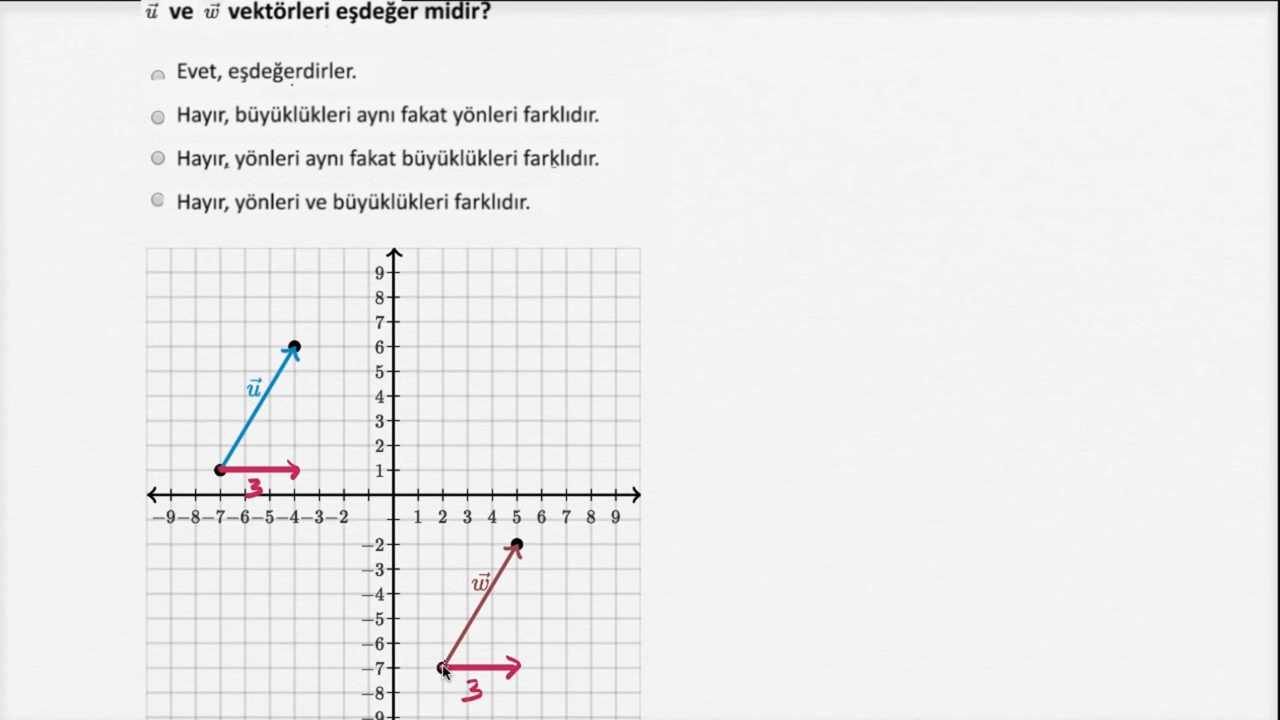 u⃗ ve w⃗ vektörleri eşdeğer midir?
Evet, eşdeğerdirler.
Hayır, büyüklükleri aynı fakat yönleri farklıdır.
Hayır, yönleri aynı fakat büyüklükleri farklıdır.
Hayır, yönleri ve büyüklükleri farklıdır.
9
8
7
6
5
u⃗
4
3
2
1
3
−9 −8 −7 −6 −5 −4 −3 −2 1 2 3 4 5 6 7 8 9
−2
−3
w⃗
−4
−5
−6
−7
3
−8
−9